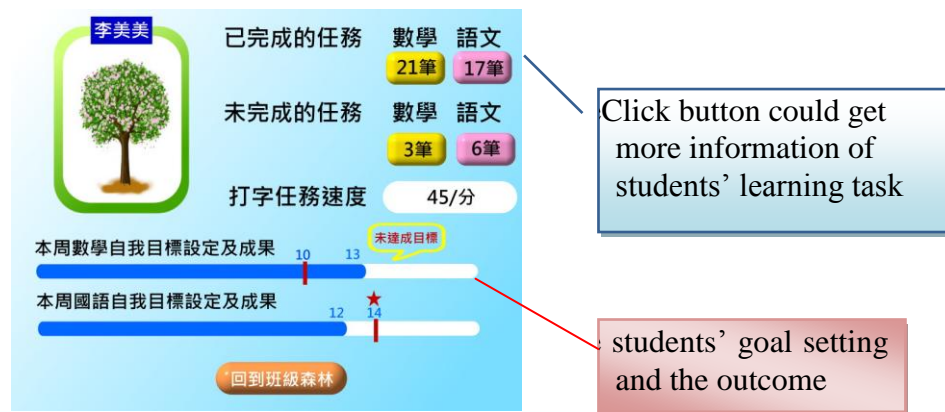 李美美
已完成的任務 數學 語文
21筆 17筆
未完成的任務 數學 語文
3筆 6筆
打字任務速度 45/分
未達成目標
本周數學自我目標設定及成果 10 13
本周國語自我目標設定及成果 12 14
回到班級森林
Click button could get
more information of
students' learning task
students' goal setting
and the outcome